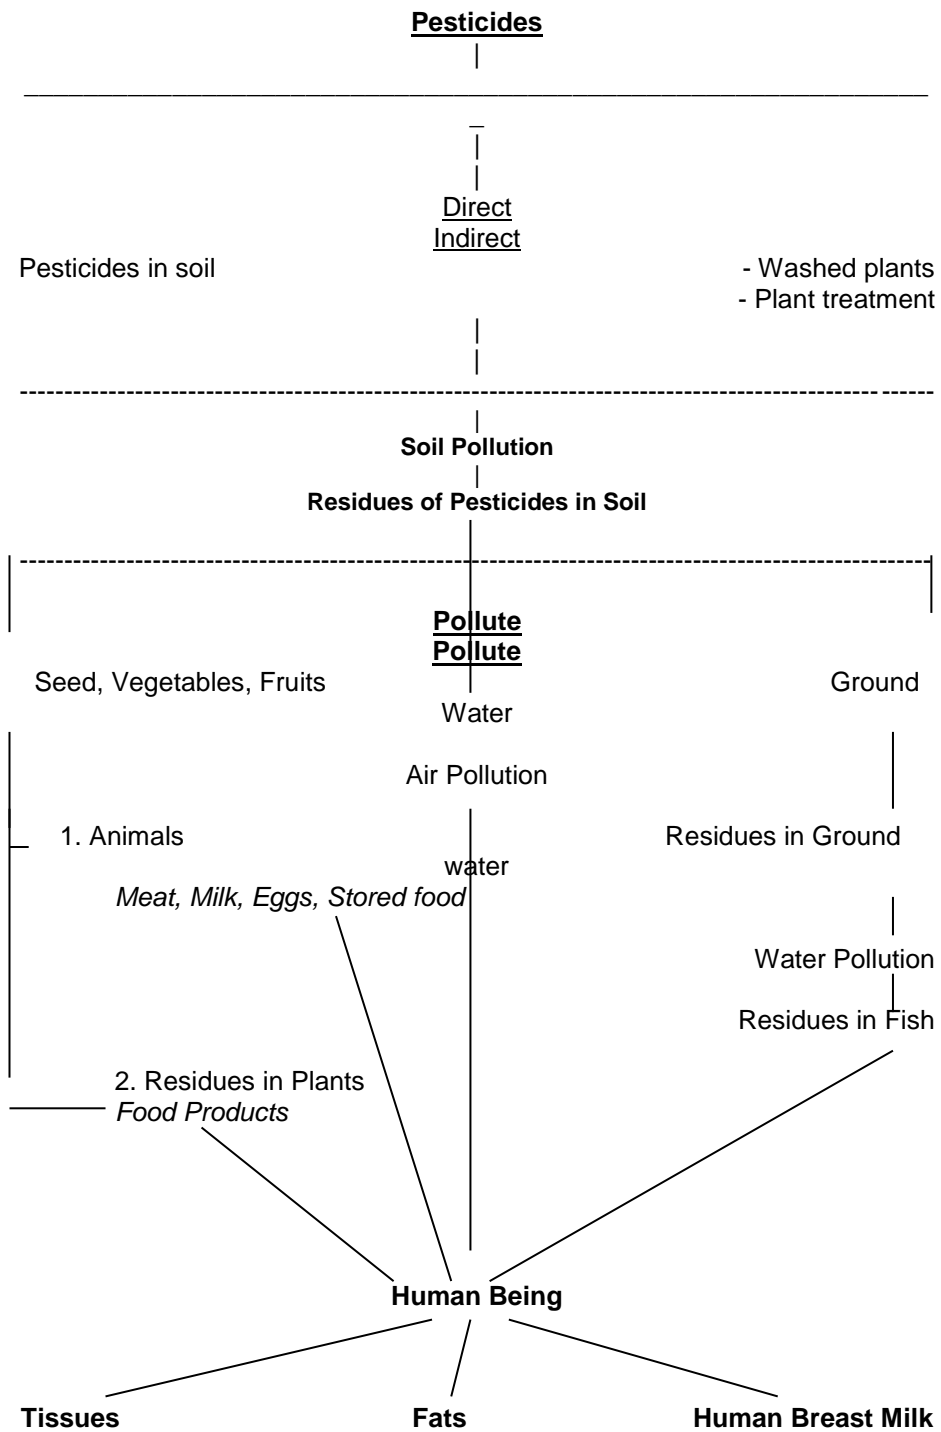 Pesticides
Direct
Indirect
Pesticides in soil - Washed plants
- Plant treatment
Soil Pollution
Residues of Pesticides in Soil
Pollute
Pollute
Seed, Vegetables, Fruits Ground
Water
Air Pollution
1. Animals Residues in Ground
water
Meat, Milk, Eggs, Stored food
Water Pollution
Residues in Fish
2. Residues in Plants
Food Products
Human Being
Tissues Fats Human Breast Milk